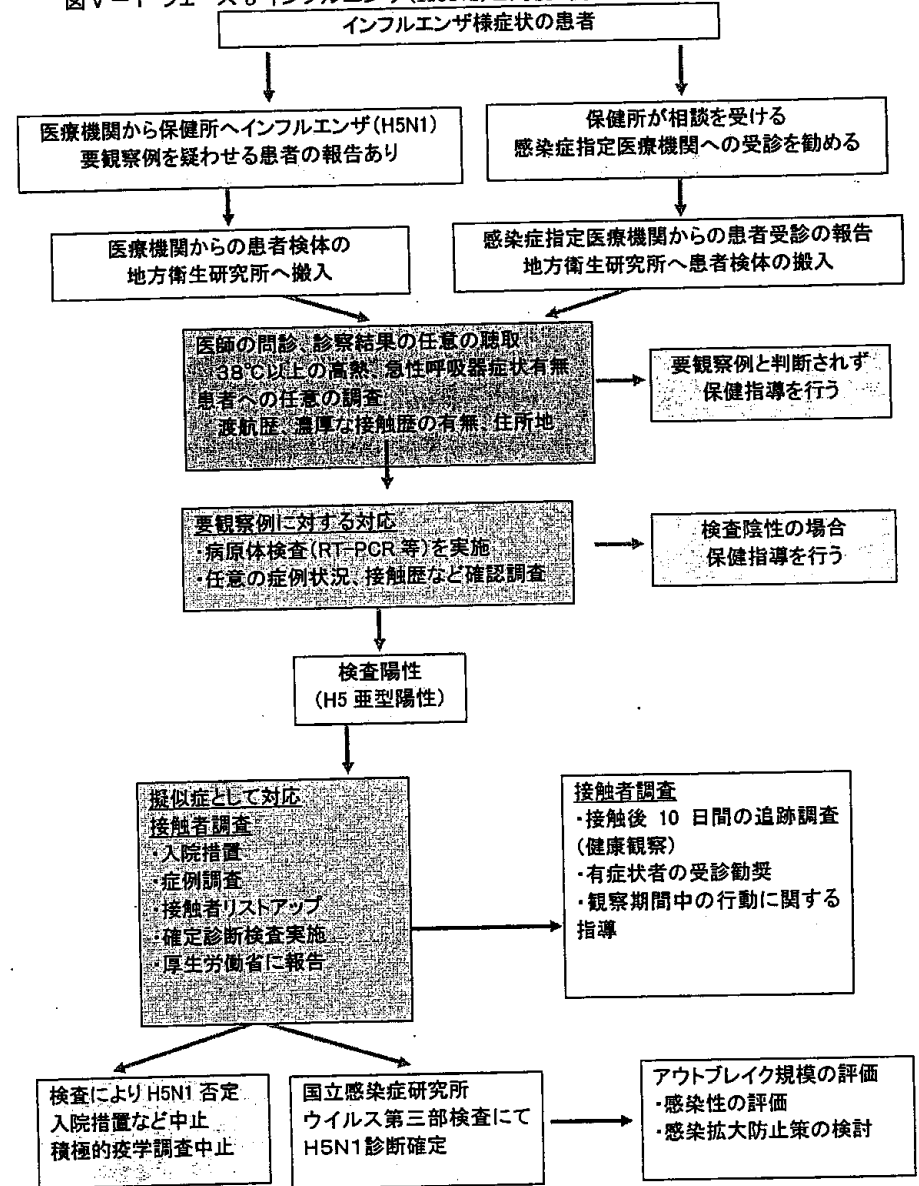 インフルエンザ様症状の患者
医療機関から保健所へインフルエンザ(H5N1)
要観察例を疑わせる患者の報告あり
保健所が相談を受ける
感染症指定医療機関への受診を勧める
医療機関からの患者検体の
地方衛生研究所へ搬入
感染症指定医療機関からの患者受診の報告
地方衛生研究所へ患者検体の搬入
医師の問診、診察結果の任意の聴取
38℃以上の高熱、急性呼吸器症状有無
患者への任意の調査
渡航歴、濃厚な接触歴の有無、住所地
要観察例と判断されず
保健指導を行う
要観察例に対する対応
・病原体検査(RT-PCR等)を実施
・任意の症例状況、接触歴など確認調査
検査陰性の場合
保健指導を行う
検査陽性
(H5 亜型陽性)
擬似症として対応
接触者調査
・入院措置
・症例調査
・接触者リストアップ
・確定診断検査実施
・厚生労働省に報告
接触者調査
・接触後 10 日間の追跡調査
(健康観察)
・有症状者の受診勧奨
・観察期間中の行動に関する
指導
検査によりH5N1否定
入院措置など中止
積極的疫学調査中止
国立感染症研究所
ウイルス第三部検査にて
H5N1診断確定
アウトブレイク規模の評価
・感染性の評価
・感染拡大防止策の検討